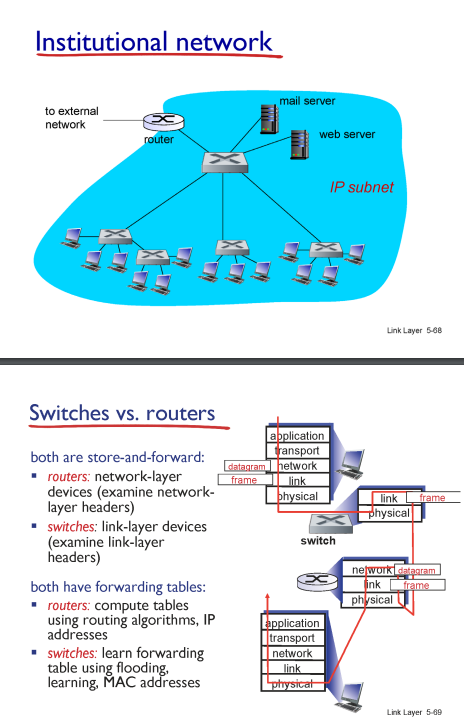 Institutional network
to external
network
router
mail server
web server
IP subnet
Link Layer 5-68
Switches vs. routers
both are store-and-forward:
routers: network-layer
devices (examine network-
layer headers)
switches: link-layer devices
(examine link-layer
headers)
both have forwarding tables:
routers: compute tables
using routing algorithms, IP
addresses
switches: learn forwarding
table using flooding,
learning, MAC addresses
application
transport
datagram network
frame link
physical
link frame
physical
switch
network datagram
link frame
physical
application
transport
network
link
physical
Link Layer 5-69